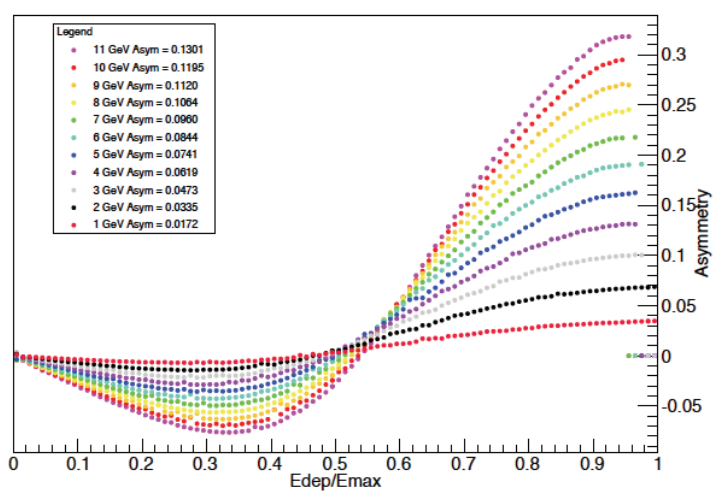 Legend
11 GeV Asym = 0.1301
10 GeV Asym = 0.1195
9 GeV Asym = 0.1120
8 GeV Asym = 0.1064
7 GeV Asym = 0.0960
6 GeV Asym = 0.0844
5 GeV Asym = 0.0741
4 GeV Asym = 0.0619
3 GeV Asym = 0.0473
2 GeV Asym = 0.0335
1 GeV Asym = 0.0172
0.3
0.25
0.2
0.15
0.1
0.05
0
-0.05
Asymmetry
0 0.1 0.2 0.3 0.4 0.5 0.6 0.7 0.8 0.9 1
Edep/Emax